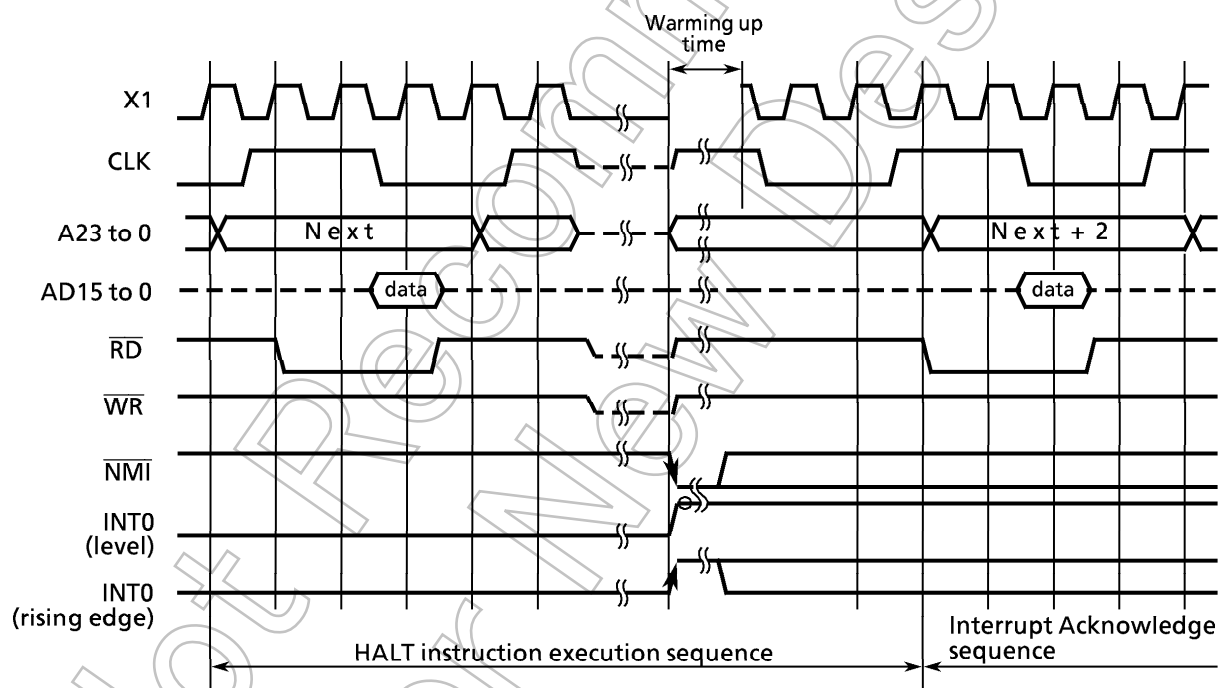 Warming up
time
X1
CLK
A23 to 0
Next
Next + 2
AD15 to 0
data
data
RD
WR
NMI
INT0
(level)
INT0
(rising edge)
HALT instruction execution sequence
Interrupt Acknowledge
sequence